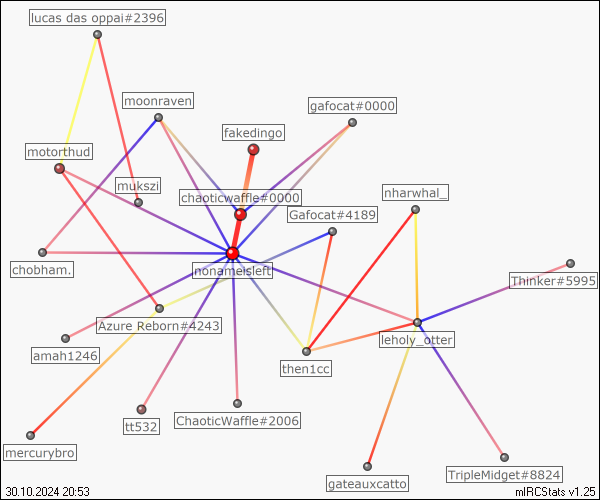 lucas das oppai#2396
moonraven
gafocat#0000
fakedingo
motorthud
mukszi
chaoticwaffle#0000
nharwhal_
Gafocat#4189
chobham.
nonameisleft
Thinker#5995
Azure Reborn#4243
leholy_otter
amah1246
then1cc
tt532
ChaoticWaffle#2006
mercurybro
gateauxcatto
TripleMidget#8824
30.10.2024 20:53
mIRCStats v1.25